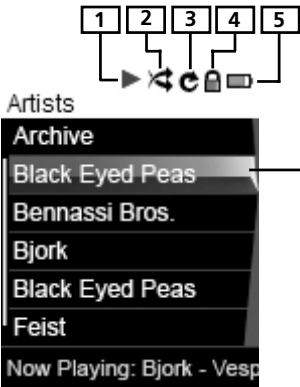 1 2 3 4 5
Artists
Archive
Black Eyed Peas
Bennassi Bros.
Bjork
Black Eyed Peas
Feist
Now Playing: Bjork - Vesp